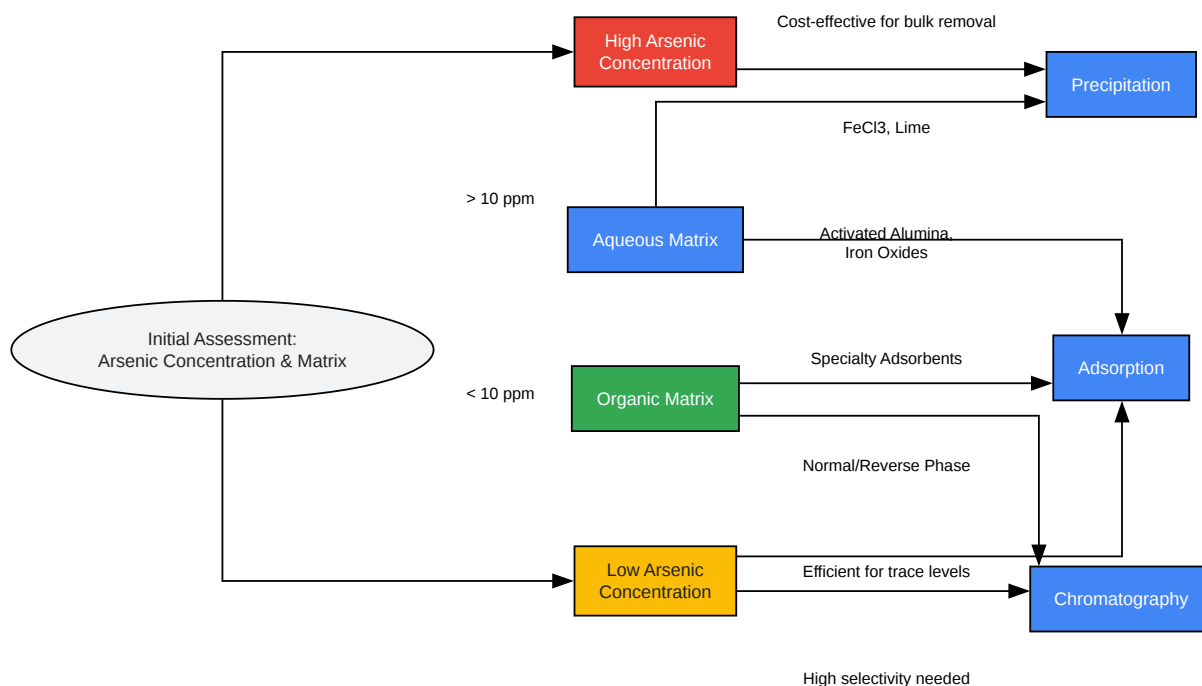 Cost-effective for bulk removal
High Arsenic
Concentration
Precipitation
FeCl3, Lime
> 10 ppm
Aqueous Matrix
Activated Alumina,
Iron Oxides
Initial Assessment:
Arsenic Concentration & Matrix
Specialty Adsorbents
Adsorption
< 10 ppm
Organic Matrix
Normal/Reverse Phase
Low Arsenic
Concentration
Efficient for trace levels
Chromatography
High selectivity needed